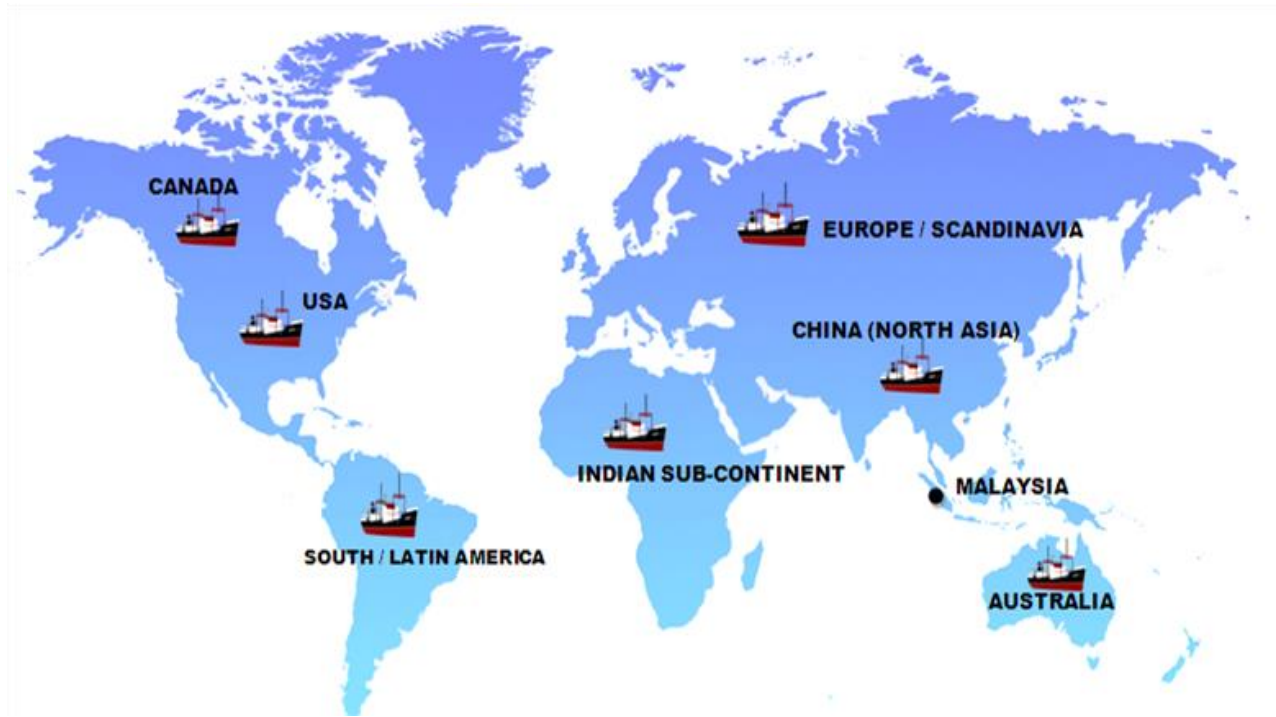 CANADA
EUROPE / SCANDINAVIA
USA
CHINA (NORTH ASIA)
INDIAN SUB-CONTINENT
MALAYSIA
SOUTH / LATIN AMERICA
AUSTRALIA